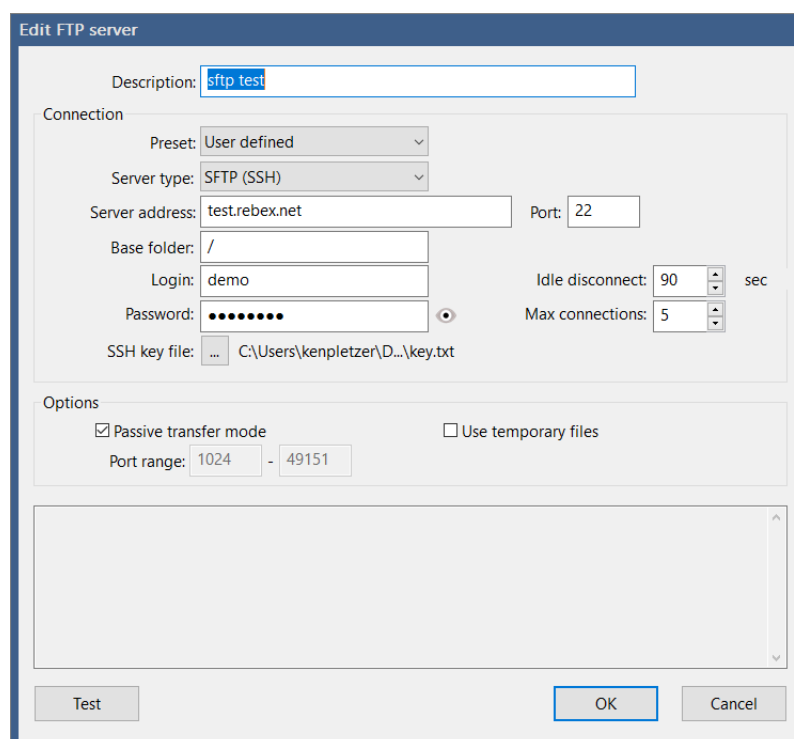 Edit FTP server
Description: sftp test
Connection
Preset: User defined
Server type: SFTP (SSH)
Server address: test.rebex.net Port: 22
Base folder: /
Login: demo Idle disconnect: 90 sec
Password: ●●●●●●●● Max connections: 5
SSH key file: ... C:\Users\kenpletzer\D...\key.txt
Options
Passive transfer mode Use temporary files
Port range: 1024 - 49151
Test OK Cancel